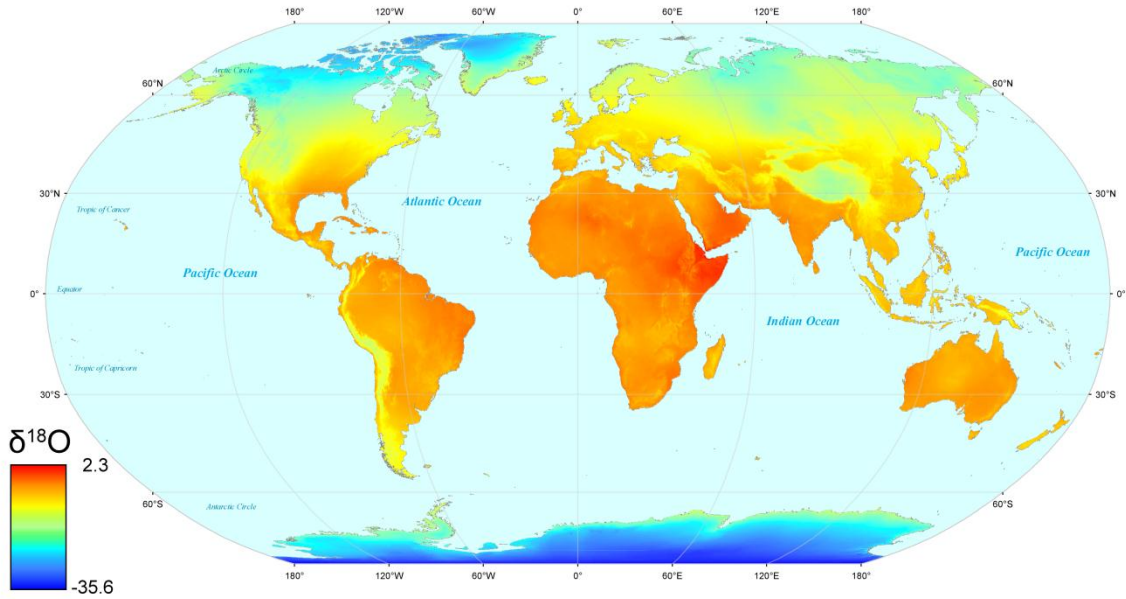 180° 120°W 60°W 0° 60°E 120°E 180°
Arctic Circle
60°N 60°N
30°N 30°N
Tropic of Cancer
Atlantic Ocean
Pacific Ocean Pacific Ocean
Equator
0° 0°
Indian Ocean
Tropic of Capricorn
30°S 30°S
δ¹⁸O
2.3
60°S 60°S
Antarctic Circle
-35.6
180° 120°W 60°W 0° 60°E 120°E 180°